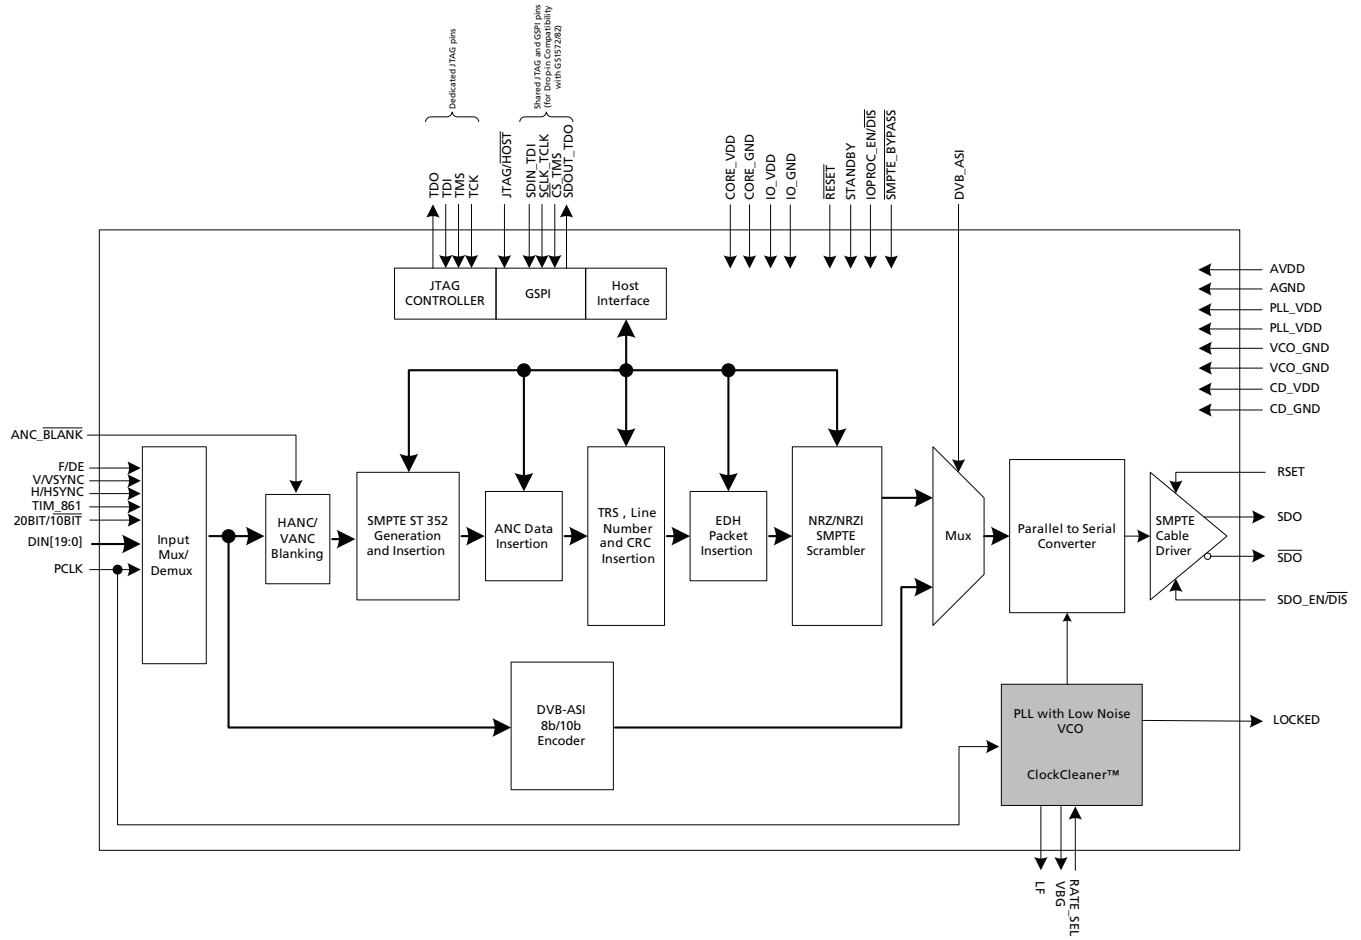 Dedicated JTAG pins
Shared JTAG and GSPI pins
(for Drop-in Compatibility
with GS1572/82)
TDO
TDI
TMS
TCK
JTAG/HOST
SDIN_TDI
SCLK_TCLK
CS_TMS
SDOUT_TDO
CORE_VDD
CORE_GND
IO_VDD
IO_GND
RESET
STANDBY
IOPROC_EN/DIS
SMPTE_BYPASS
DVB_ASI
JTAG
CONTROLLER
GSPI
Host
Interface
AVDD
AGND
PLL_VDD
PLL_VDD
VCO_GND
VCO_GND
CD_VDD
CD_GND
ANC_BLANK
F/DE
V/VSYNC
H/HSYNC
TIM_861
20BIT/10BIT
DIN[19:0]
PCLK
Input
Mux/
Demux
HANC/
VANC
Blanking
SMPTE ST 352
Generation
and Insertion
ANC Data
Insertion
TRS , Line
Number
and CRC
Insertion
EDH
Packet
Insertion
NRZ/NRZI
SMPTE
Scrambler
Mux
Parallel to Serial
Converter
SMPTE
Cable
Driver
RSET
SDO
SDO
SDO_EN/DIS
DVB-ASI
8b/10b
Encoder
PLL with Low Noise
VCO
ClockCleaner™
LOCKED
LF
VBG
RATE_SEL